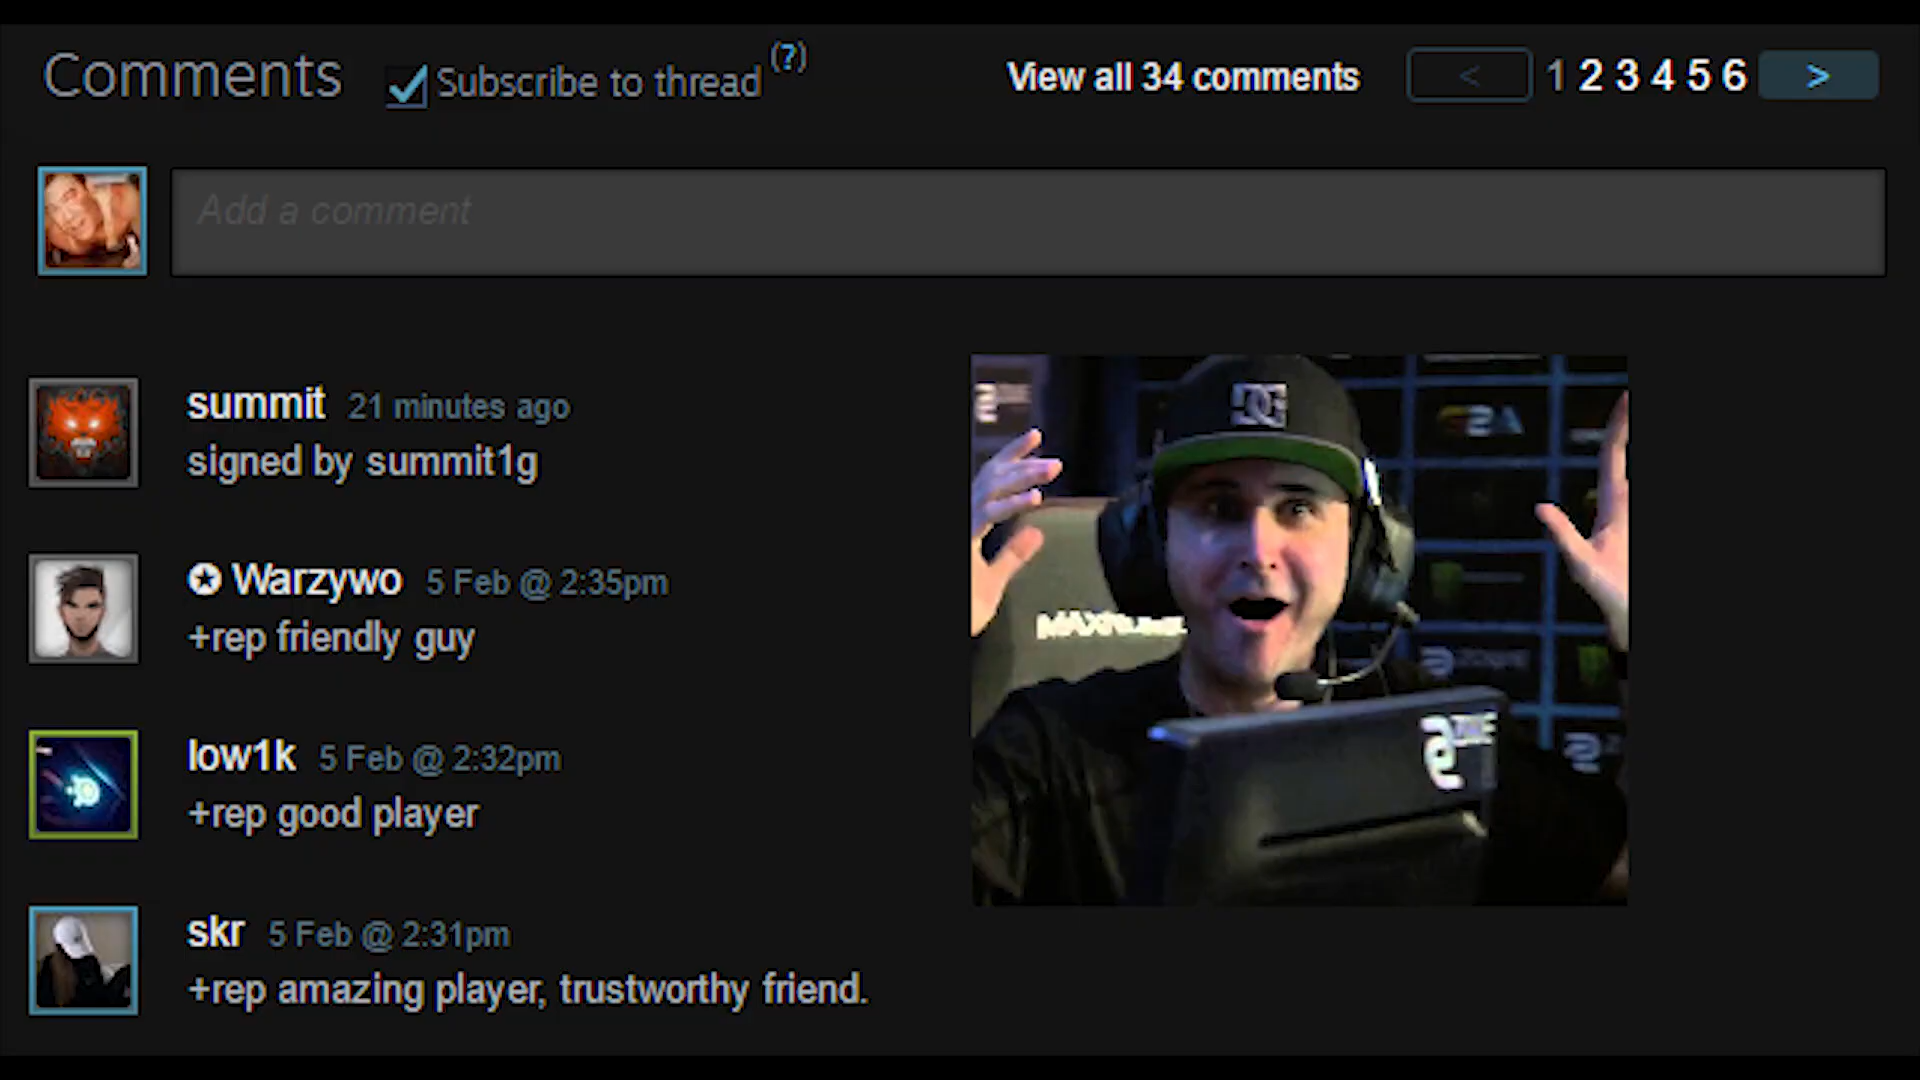 Comments
Subscribe to thread (?)
View all 34 comments
< 1 2 3 4 5 6 >
Add a comment
summit 21 minutes ago
signed by summit1g
Warzywo 5 Feb @ 2:35pm
+rep friendly guy
low1k 5 Feb @ 2:32pm
+rep good player
skr 5 Feb @ 2:31pm
+rep amazing player, trustworthy friend.
G2A
ZOWIE